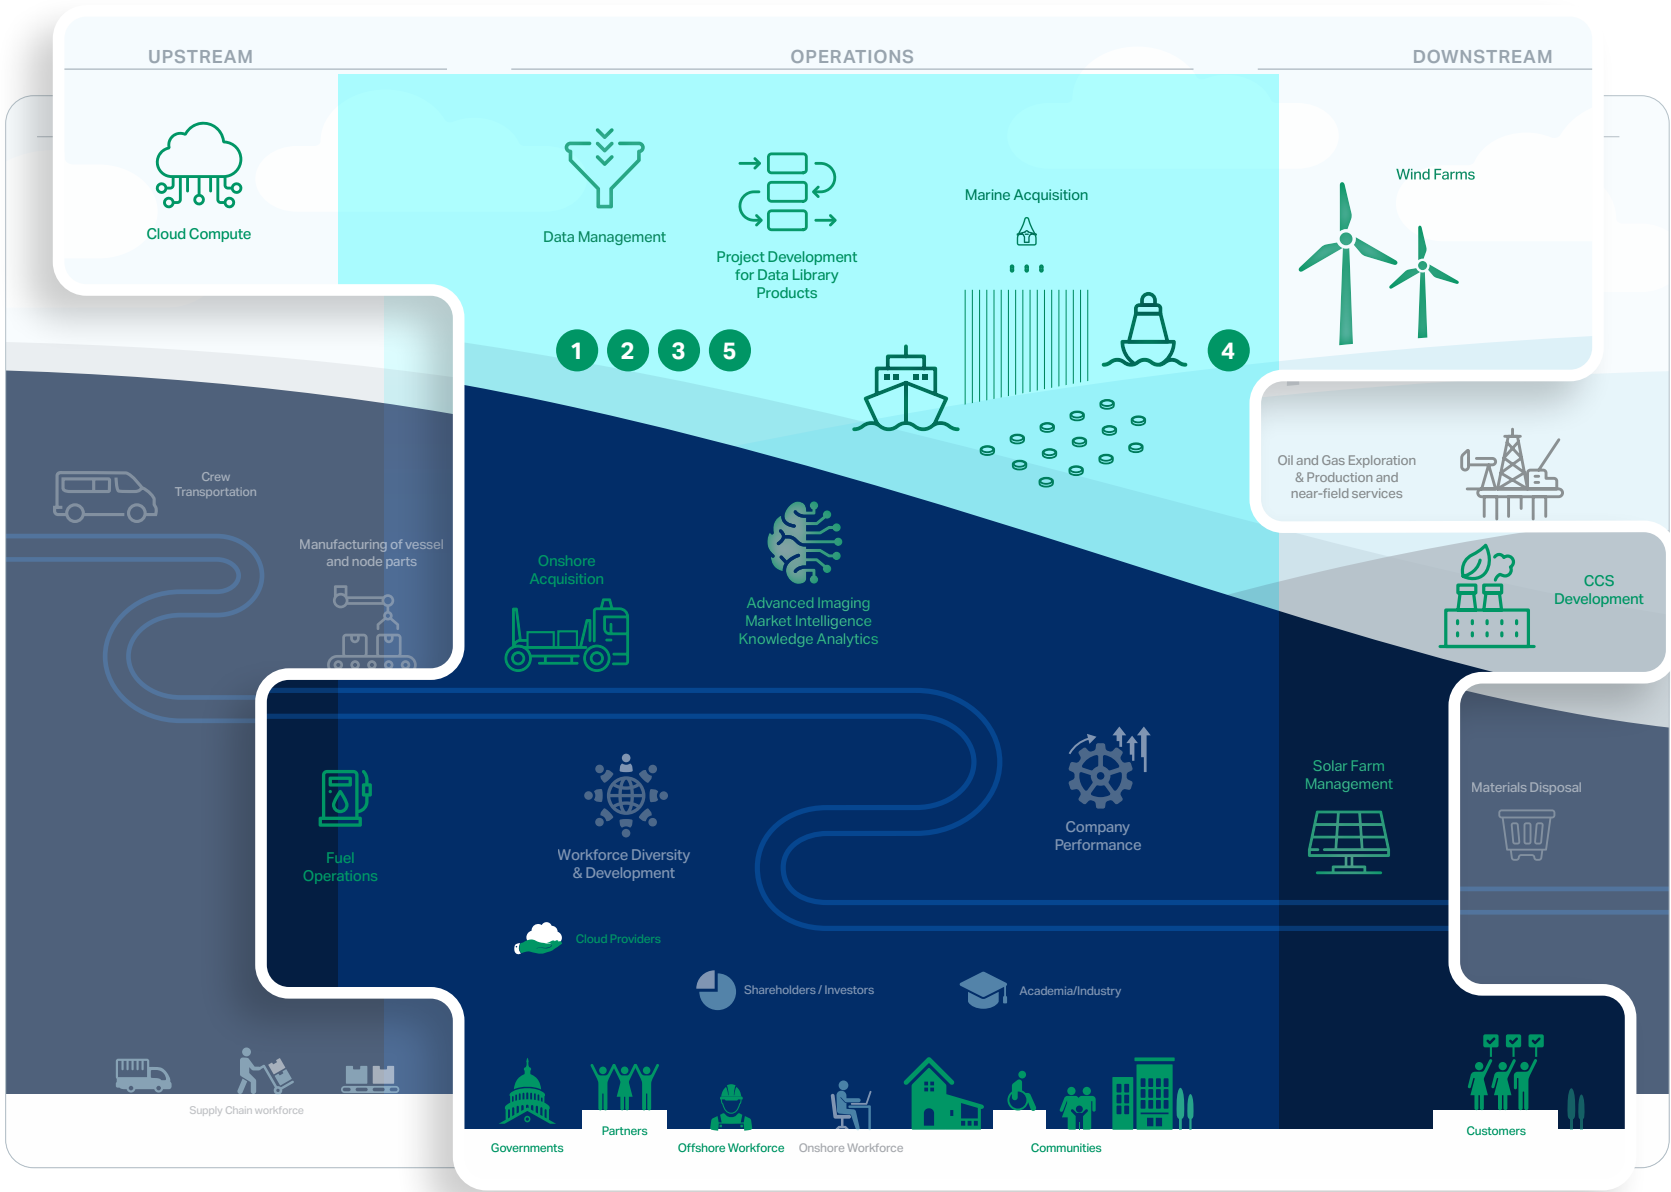 UPSTREAM
OPERATIONS
DOWNSTREAM
Cloud Compute
Data Management
Project Development
for Data Library
Products
Marine Acquisition
Wind Farms
1
2
3
5
4
Crew
Transportation
Manufacturing of vessel
and node parts
Onshore
Acquisition
Advanced Imaging
Market Intelligence
Knowledge Analytics
Oil and Gas Exploration
& Production and
near-field services
CCS
Development
Fuel
Operations
Workforce Diversity
& Development
Company
Performance
Solar Farm
Management
Materials Disposal
Cloud Providers
Shareholders / Investors
Academia/Industry
Supply Chain workforce
Governments
Partners
Offshore Workforce
Onshore Workforce
Communities
Customers